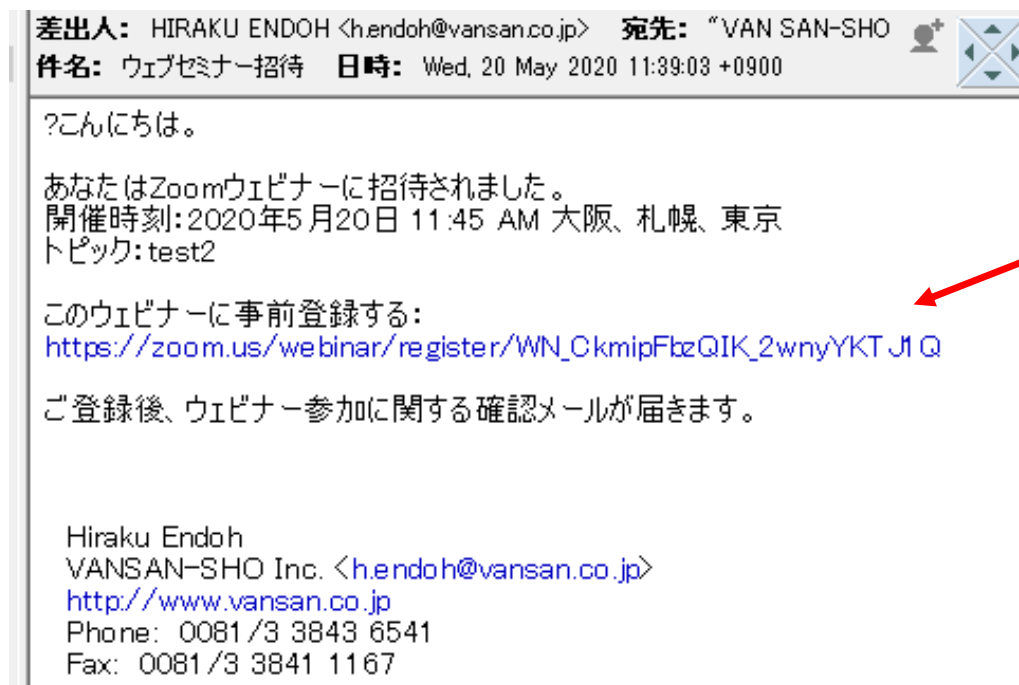 差出人： HIRAKU ENDOH <h.endoh@vansan.co.jp> 宛先： "VAN SAN-SHO
件名： ウェブセミナー招待 日時： Wed, 20 May 2020 11:39:03 +0900
?こんにちは。
あなたはZoomウェビナーに招待されました。
開催時刻：2020年5月20日 11:45 AM 大阪、札幌、東京
トピック：test2
このウェビナーに事前登録する：
https://zoom.us/webinar/register/WN_CkmipFbzQIK_2wnyYKTJ1Q
ご登録後、ウェビナー参加に関する確認メールが届きます。
Hiraku Endoh
VANSAN-SHO Inc. <h.endoh@vansan.co.jp>
http://www.vansan.co.jp
Phone: 0081/3 3843 6541
Fax: 0081/3 3841 1167